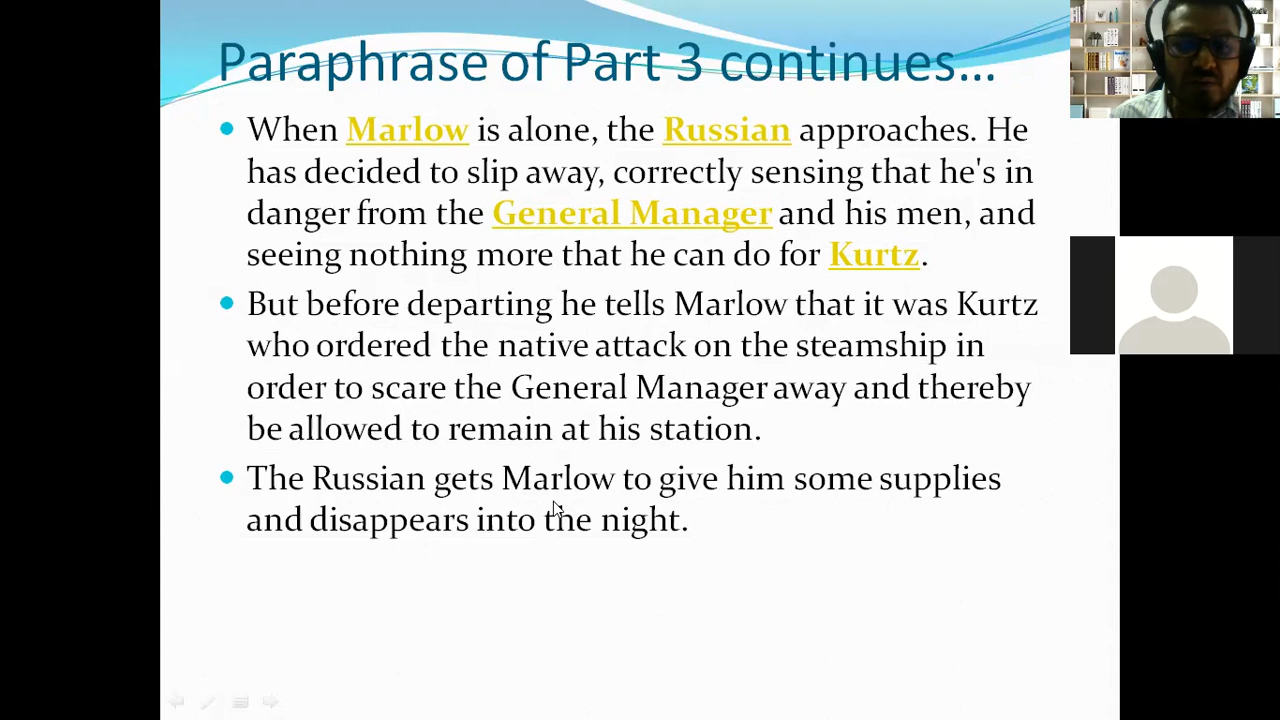 Paraphrase of Part 3 continues…
When Marlow is alone, the Russian approaches. He
has decided to slip away, correctly sensing that he's in
danger from the General Manager and his men, and
seeing nothing more that he can do for Kurtz.
But before departing he tells Marlow that it was Kurtz
who ordered the native attack on the steamship in
order to scare the General Manager away and thereby
be allowed to remain at his station.
The Russian gets Marlow to give him some supplies
and disappears into the night.